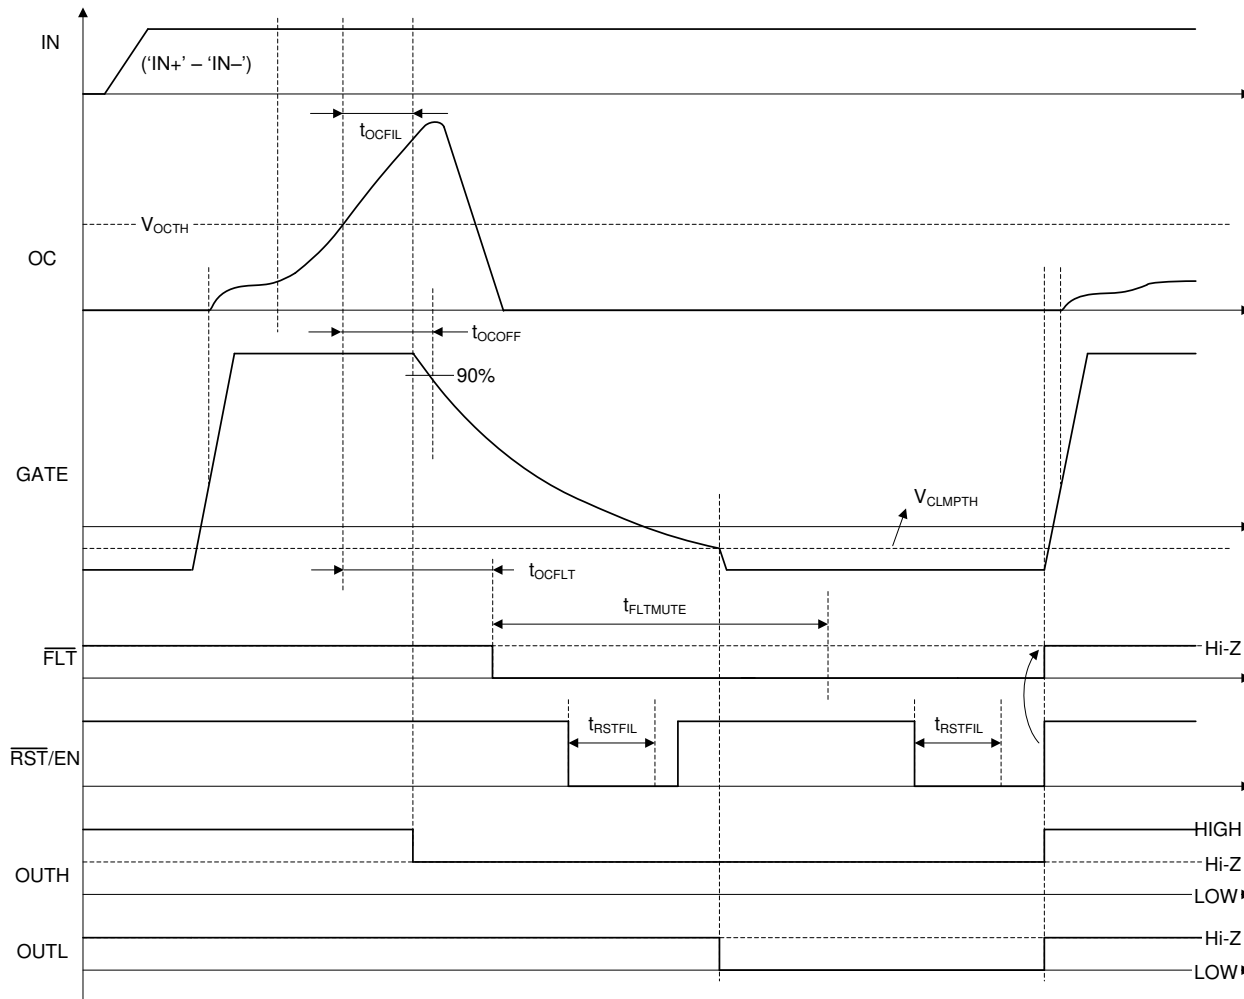 IN
('IN+' – 'IN–')
tOCFIL
VOCTH
OC
tOCOFF
90%
GATE
VCLMPTH
tOCFLT
tFLTMUTE
FLT
Hi-Z
tRSTFIL
tRSTFIL
RST/EN
HIGH
Hi-Z
OUTH
LOW
OUTL
Hi-Z
LOW